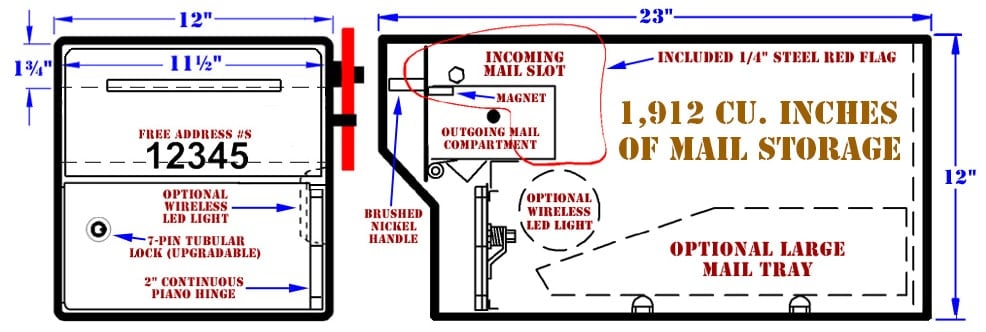 12"
1¾"
11½"
FREE ADDRESS #S
12345
OPTIONAL
WIRELESS
LED LIGHT
7-PIN TUBULAR
LOCK (UPGRADABLE)
2" CONTINUOUS
PIANO HINGE
23"
INCOMING
MAIL SLOT
INCLUDED 1/4" STEEL RED FLAG
MAGNET
OUTGOING MAIL
COMPARTMENT
1,912 CU. INCHES
OF MAIL STORAGE
12"
BRUSHED
NICKEL
HANDLE
OPTIONAL
WIRELESS
LED LIGHT
OPTIONAL LARGE
MAIL TRAY